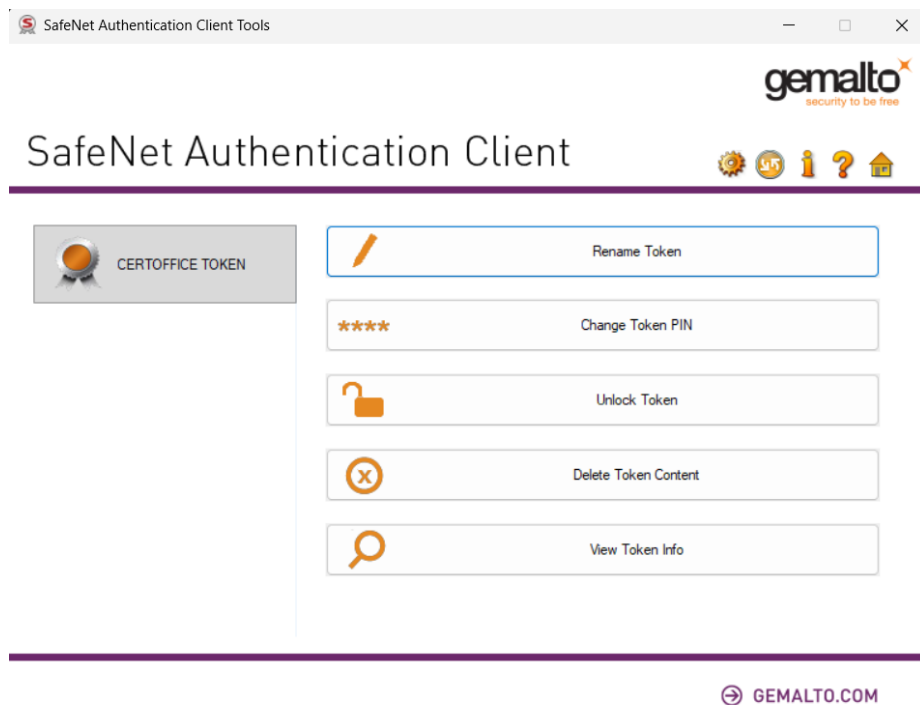 SafeNet Authentication Client Tools
gemalto
security to be free
SafeNet Authentication Client
CERTOFFICE TOKEN
Rename Token
**** Change Token PIN
Unlock Token
Delete Token Content
View Token Info
GEMALTO.COM